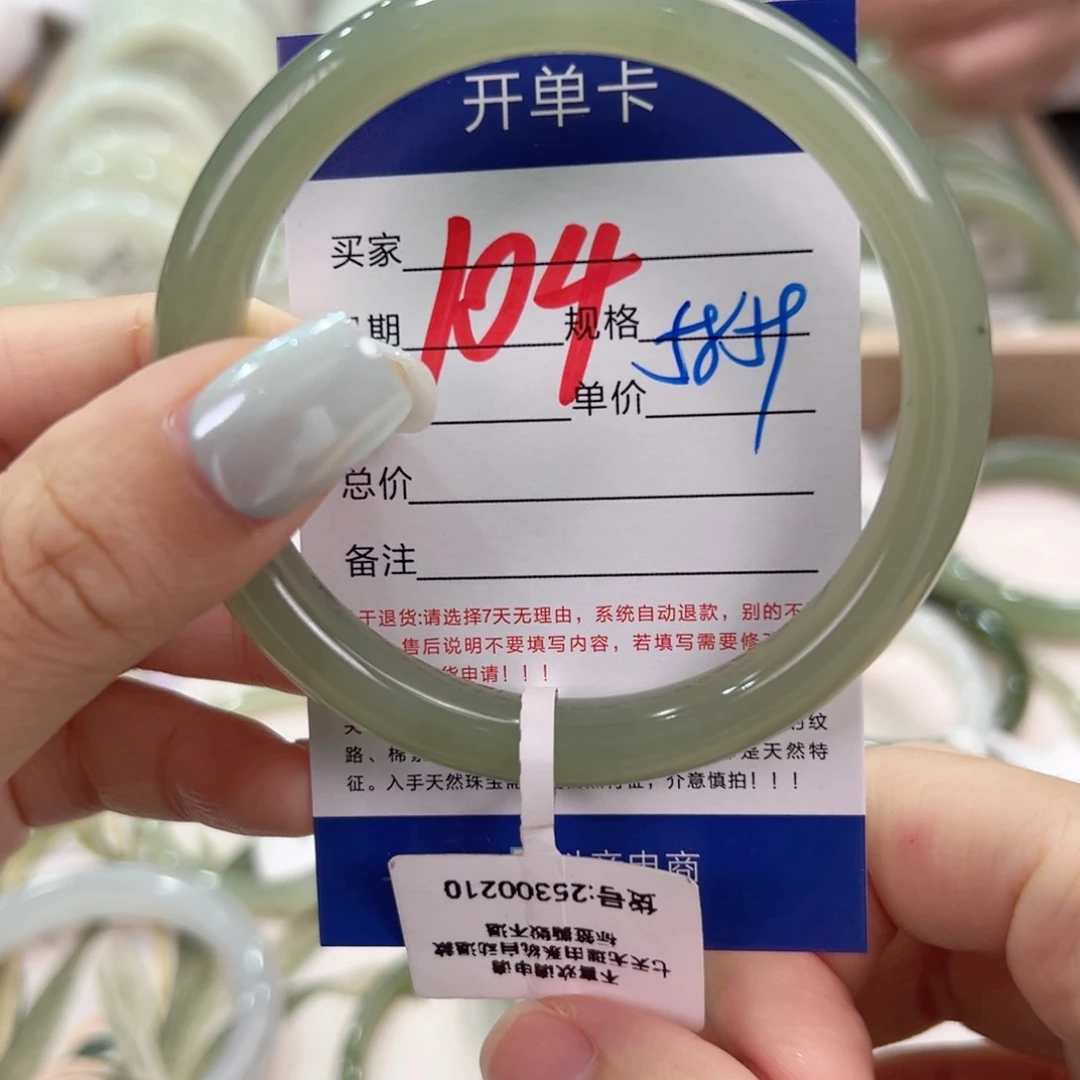 开单卡
买家
104
期
规格
58-59
单价
总价
备注
于退货:请选择7天无理由，系统自动退款，别的不
售后说明不要填写内容，若填写需要修
货申请！！！
纹
路、棉
是天然特
征。入手天然珠宝
，介意慎拍！！！
电商
货号:25300210
不喜欢请申请
七天无理由系统自动退款
标签撕毁不退